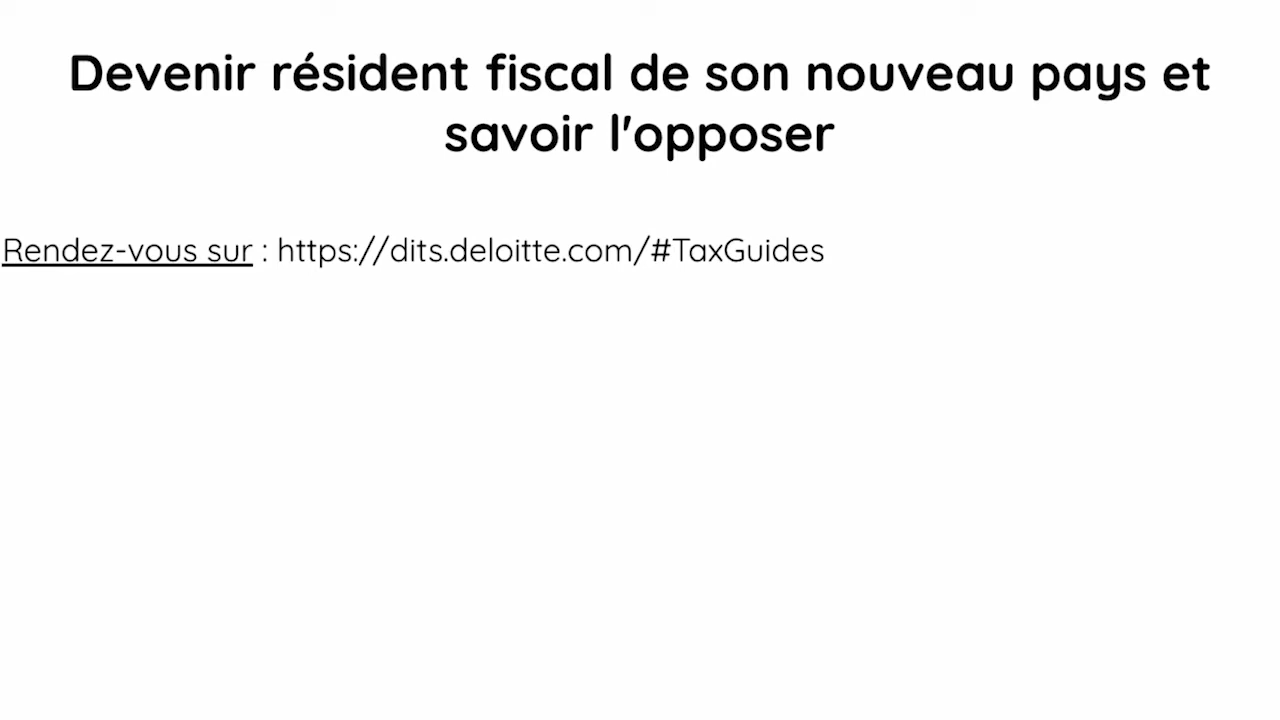 Devenir résident fiscal de son nouveau pays et
savoir l'opposer
Rendez-vous sur : https://dits.deloitte.com/#TaxGuides